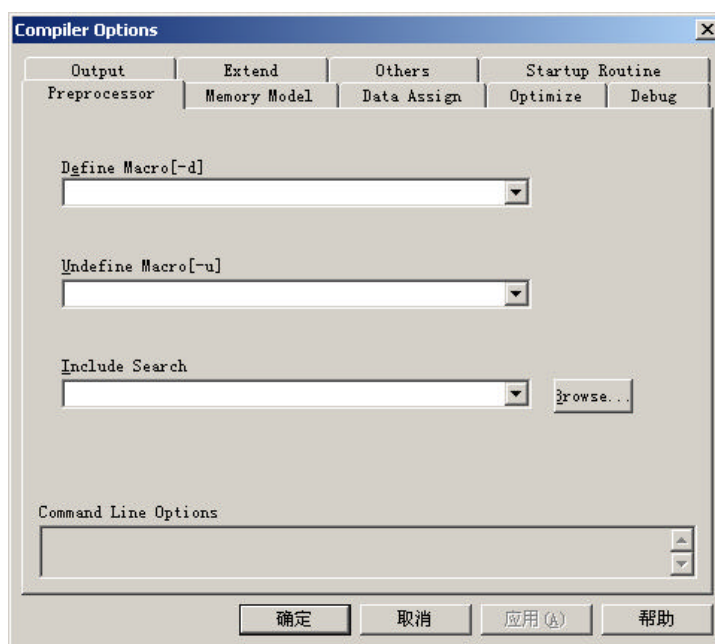 Compiler Options
Output Extend Others Startup Routine
Preprocessor Memory Model Data Assign Optimize Debug
Define Macro[-d]
Undefine Macro[-u]
Include Search
Browse...
Command Line Options
确定 取消 应用(A) 帮助